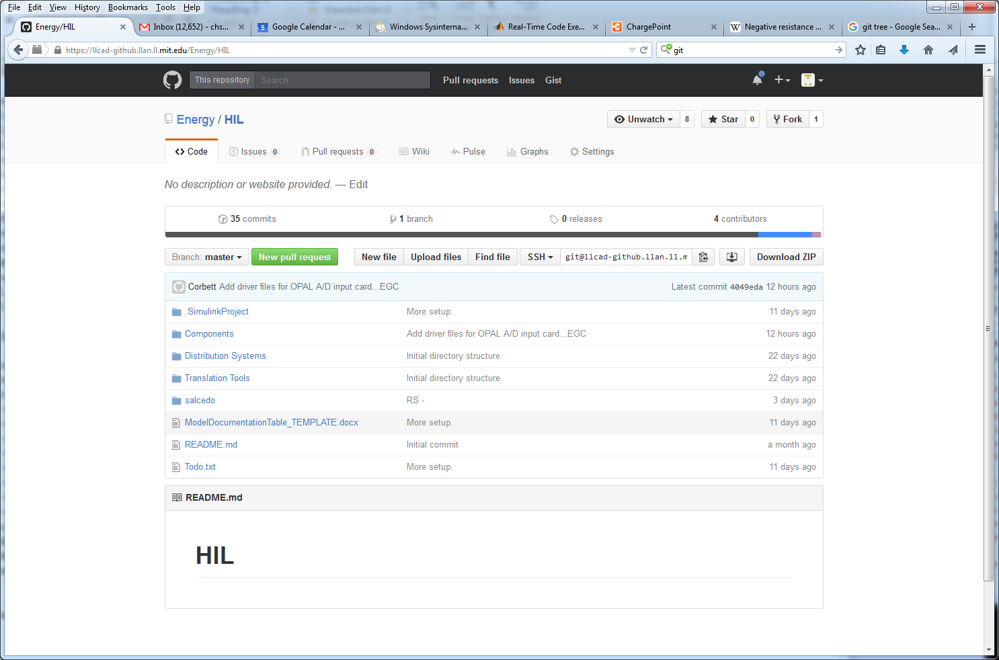 File Edit View History Bookmarks Tools Help
Energy/HIL
Inbox (12,652) - chs...
5 Google Calendar - ...
Windows Sysinterna...
Real-Time Code Exe...
ChargePoint
W Negative resistance ...
git tree - Google Sea...
https://llcad-github.llan.ll.mit.edu/Energy/HIL
git
This repository Search Pull requests Issues Gist
Energy / HIL
Unwatch 8 Star 0 Fork 1
Code Issues 0 Pull requests 0 Wiki Pulse Graphs Settings
No description or website provided. — Edit
35 commits 1 branch 0 releases 4 contributors
Branch: master New pull request New file Upload files Find file SSH git@llcad-github.llan.ll.m Download ZIP
Corbett Add driver files for OPAL A/D input card...EGC Latest commit 4049eda 12 hours ago
.SimulinkProject More setup. 11 days ago
Components Add driver files for OPAL A/D input card...EGC 12 hours ago
Distribution Systems Initial directory structure. 22 days ago
Translation Tools Initial directory structure. 22 days ago
salcedo RS - 3 days ago
ModelDocumentationTable_TEMPLATE.docx More setup. 11 days ago
README.md Initial commit a month ago
Todo.txt More setup. 11 days ago
README.md
HIL